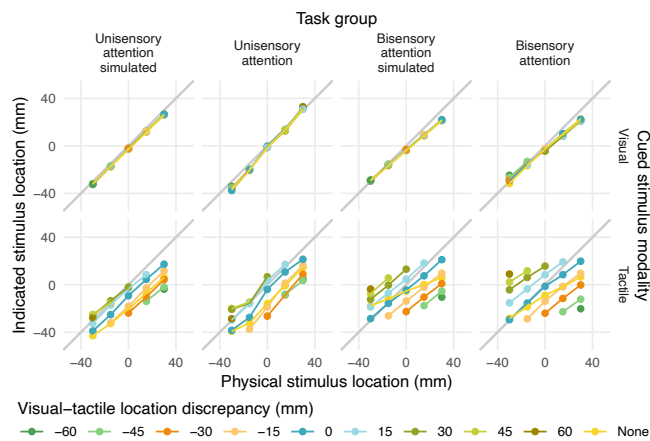 Task group
Unisensory attention simulated
Unisensory attention
Bisensory attention simulated
Bisensory attention
Indicated stimulus location (mm)
40
0
−40
40
0
−40
Visual
Tactile
Cued stimulus modality
−40 0 40 −40 0 40 −40 0 40 −40 0 40
Physical stimulus location (mm)
Visual−tactile location discrepancy (mm)
−60 −45 −30 −15 0 15 30 45 60 None